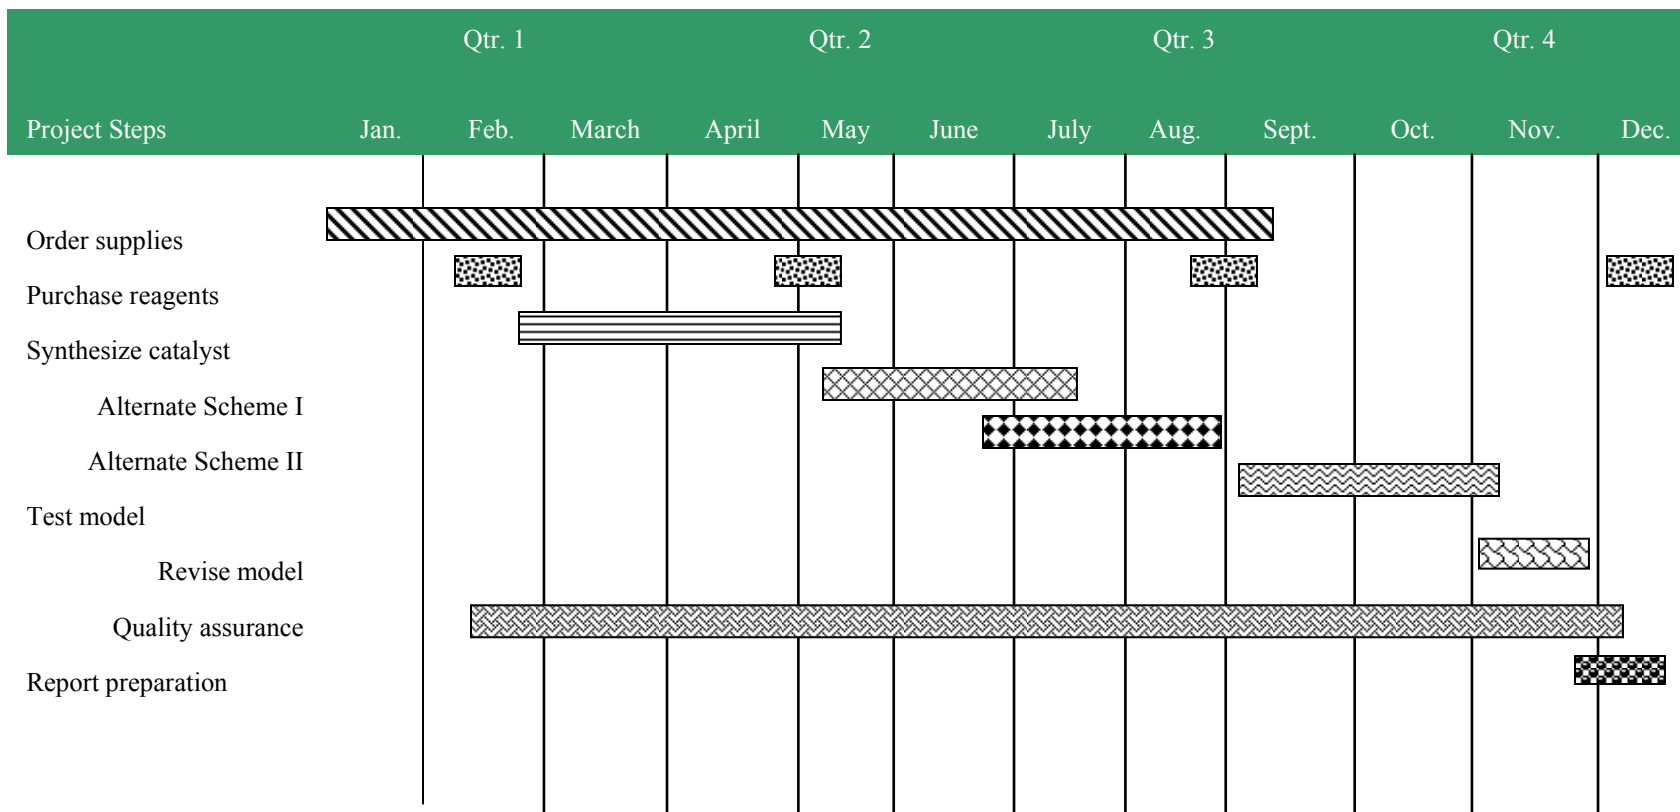 Qtr. 1 Qtr. 2 Qtr. 3 Qtr. 4
Project Steps Jan. Feb. March April May June July Aug. Sept. Oct. Nov. Dec.
Order supplies
Purchase reagents
Synthesize catalyst
Alternate Scheme I
Alternate Scheme II
Test model
Revise model
Quality assurance
Report preparation